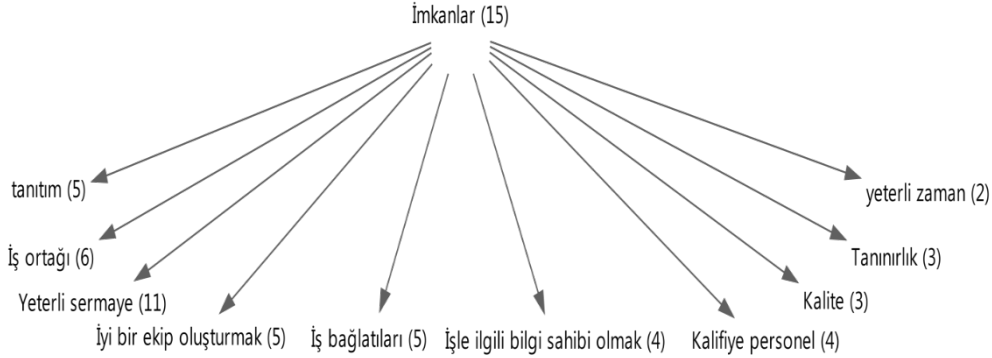 İmkanlar (15)
tanıtım (5)
yeterli zaman (2)
İş ortağı (6)
Tanınırlık (3)
Yeterli sermaye (11)
Kalite (3)
İyi bir ekip oluşturmak (5)
İş bağlatıları (5)
İşle ilgili bilgi sahibi olmak (4)
Kalifiye personel (4)